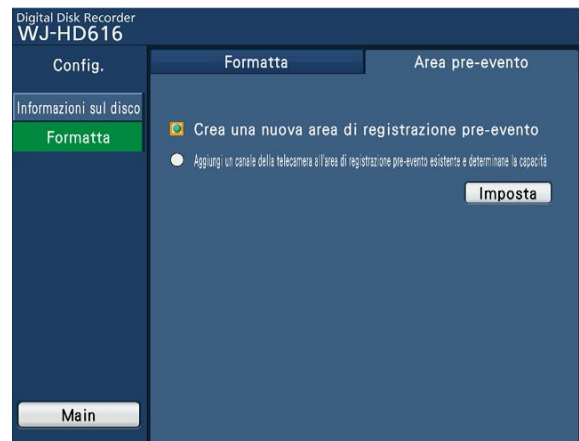 Digital Disk Recorder
WJ-HD616
Config.
Formatta
Area pre-evento
Informazioni sul disco
Formatta
Crea una nuova area di registrazione pre-evento
Aggiungi un canale della telecamera all'area di registrazione pre-evento esistente e determinane la capacità
Imposta
Main